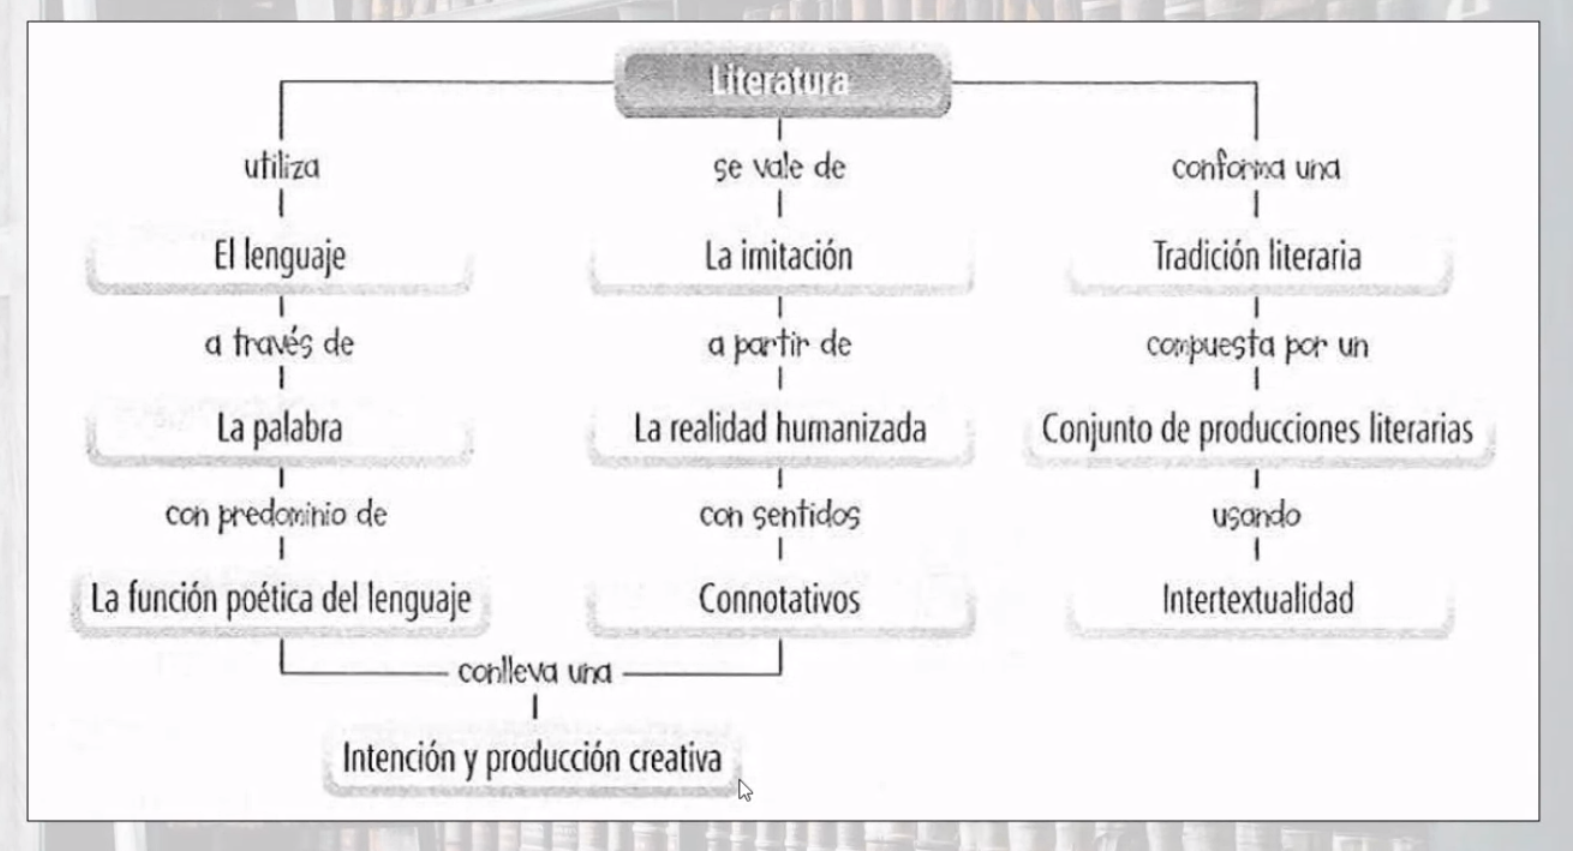 Literatura
utiliza
se vale de
conforma una
El lenguaje
La imitación
Tradición literaria
a través de
a partir de
compuesta por un
La palabra
La realidad humanizada
Conjunto de producciones literarias
con predominio de
con sentidos
usando
La función poética del lenguaje
Connotativos
Intertextualidad
conlleva una
Intención y producción creativa